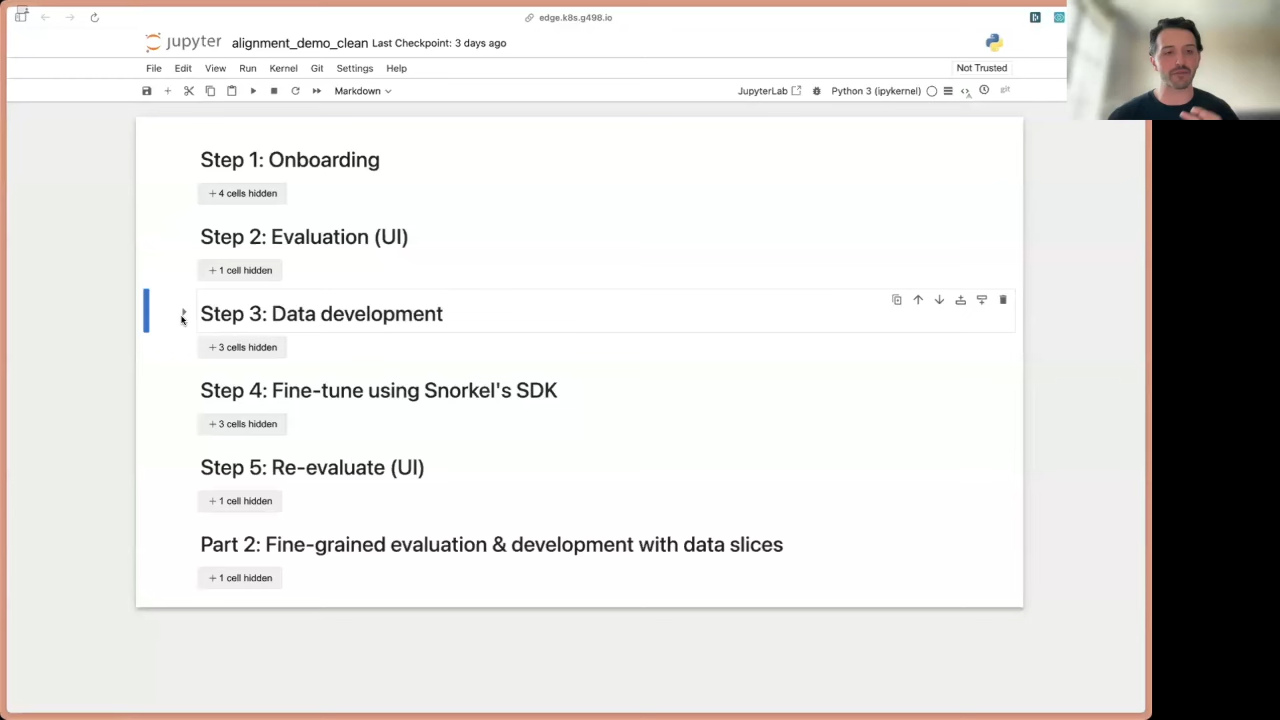 edge.k8s.g498.io
jupyter alignment_demo_clean Last Checkpoint: 3 days ago
File Edit View Run Kernel Git Settings Help Not Trusted
Markdown JupyterLab Python 3 (ipykernel) git
Step 1: Onboarding
+ 4 cells hidden
Step 2: Evaluation (UI)
+ 1 cell hidden
Step 3: Data development
+ 3 cells hidden
Step 4: Fine-tune using Snorkel's SDK
+ 3 cells hidden
Step 5: Re-evaluate (UI)
+ 1 cell hidden
Part 2: Fine-grained evaluation & development with data slices
+ 1 cell hidden